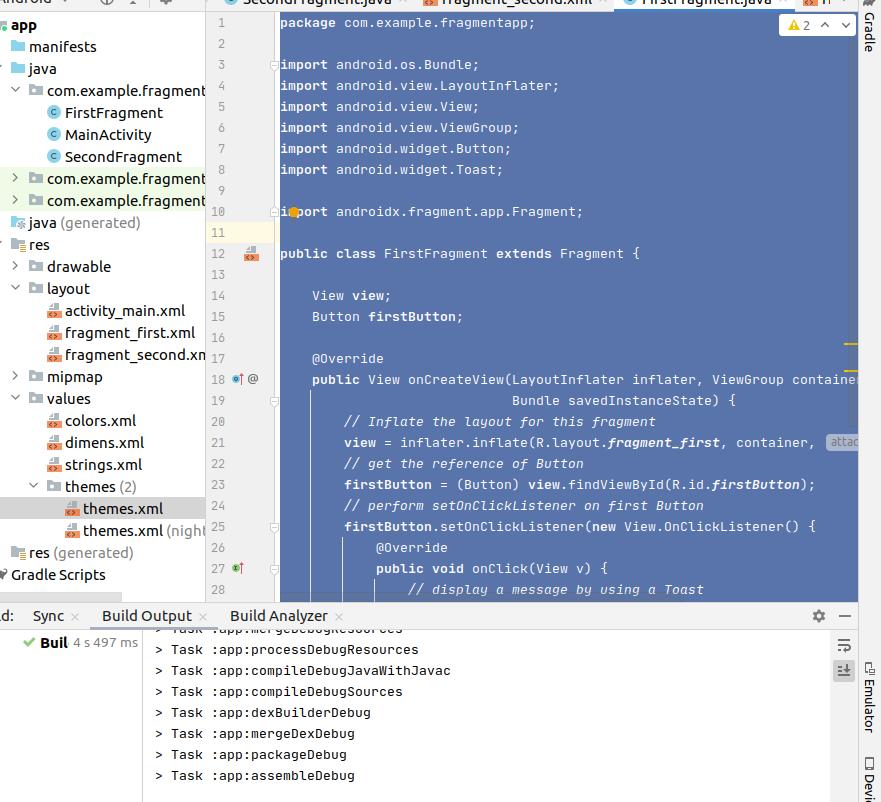 SecondFragment.java
fragment_second.xml
FirstFragment.java
app
manifests
java
com.example.fragment
FirstFragment
MainActivity
SecondFragment
com.example.fragment
com.example.fragment
java (generated)
res
drawable
layout
activity_main.xml
fragment_first.xml
fragment_second.xm
mipmap
values
colors.xml
dimens.xml
strings.xml
themes (2)
themes.xml
themes.xml (night
res (generated)
Gradle Scripts
1 package com.example.fragmentapp;
2
3 import android.os.Bundle;
4 import android.view.LayoutInflater;
5 import android.view.View;
6 import android.view.ViewGroup;
7 import android.widget.Button;
8 import android.widget.Toast;
9
10 import androidx.fragment.app.Fragment;
11
12 public class FirstFragment extends Fragment {
13
14 View view;
15 Button firstButton;
16
17 @Override
18 @ public View onCreateView(LayoutInflater inflater, ViewGroup container
19 Bundle savedInstanceState) {
20 // Inflate the layout for this fragment
21 view = inflater.inflate(R.layout.fragment_first, container, attac
22 // get the reference of Button
23 firstButton = (Button) view.findViewById(R.id.firstButton);
24 // perform setOnClickListener on first Button
25 firstButton.setOnClickListener(new View.OnClickListener() {
26 @Override
27 public void onClick(View v) {
28 // display a message by using a Toast
2
Gradle
Emulator
Devic
d: Sync Build Output Build Analyzer
Buil 4 s 497 ms
> Task :app:mergeDebugResources
> Task :app:processDebugResources
> Task :app:compileDebugJavaWithJavac
> Task :app:compileDebugSources
> Task :app:dexBuilderDebug
> Task :app:mergeDexDebug
> Task :app:packageDebug
> Task :app:assembleDebug